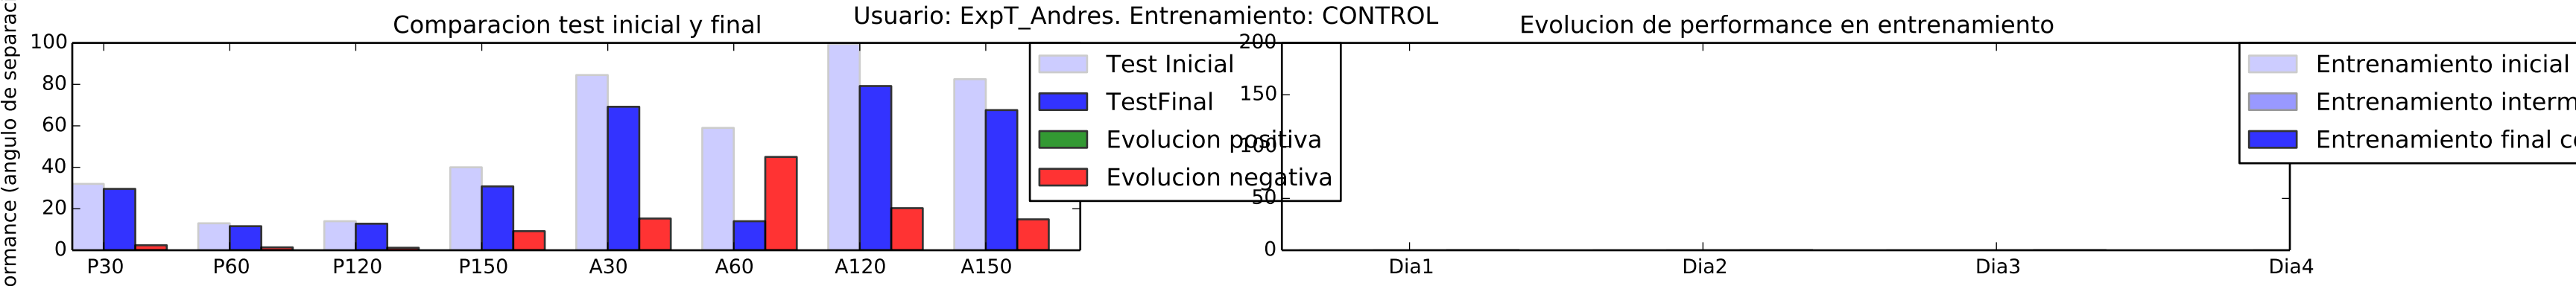 Usuario: ExpT_Andres. Entrenamiento: CONTROL
Comparacion test inicial y final
ormance (angulo de separac
100
80
60
40
20
0
P30 P60 P120 P150 A30 A60 A120 A150
Test Inicial
TestFinal
Evolucion positiva
Evolucion negativa
Evolucion de performance en entrenamiento
200
150
100
50
0
Dia1 Dia2 Dia3 Dia4
Entrenamiento inicial
Entrenamiento interm
Entrenamiento final c